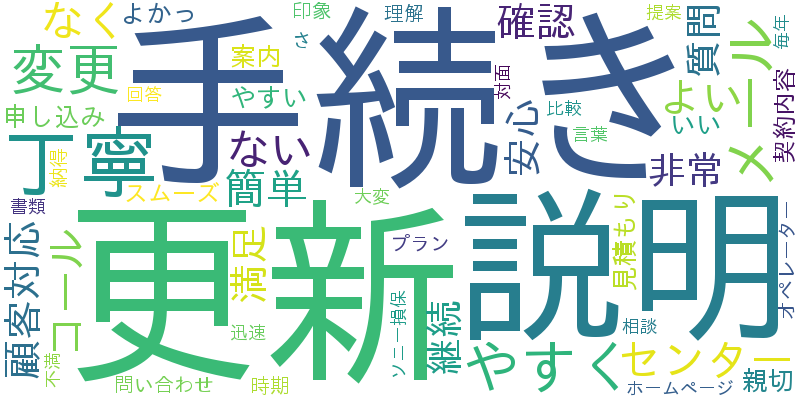 なく
よかっ
手続き
印象
さ
理解
確認
提案
質問
メール
毎年
変更
案内
回答
やすい
対面
比較
言葉
よい
いい
契約内容
申し込み
丁寧
納得
スムーズ
ない
簡単
大変
安心
非常
書類
顧客対応
コール
満足
更新
説明
プラン
ソニー損保
継続
見積もり
オペレーター
迅速
不満
問い合わせ
時期
やすく
相談
センター
ホームページ
親切